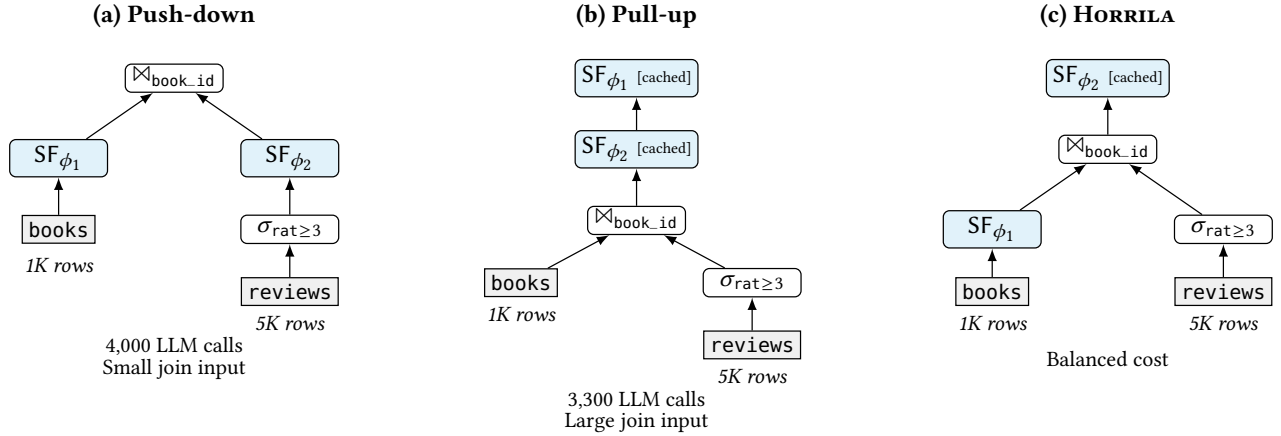 (a) Push-down
⋈book_id
SFϕ1
SFϕ2
books
1K rows
σrat≥3
reviews
5K rows
4,000 LLM calls
Small join input
(b) Pull-up
SFϕ1 [cached]
SFϕ2 [cached]
⋈book_id
books
1K rows
σrat≥3
reviews
5K rows
3,300 LLM calls
Large join input
(c) HORRILA
SFϕ2 [cached]
⋈book_id
SFϕ1
σrat≥3
books
1K rows
reviews
5K rows
Balanced cost